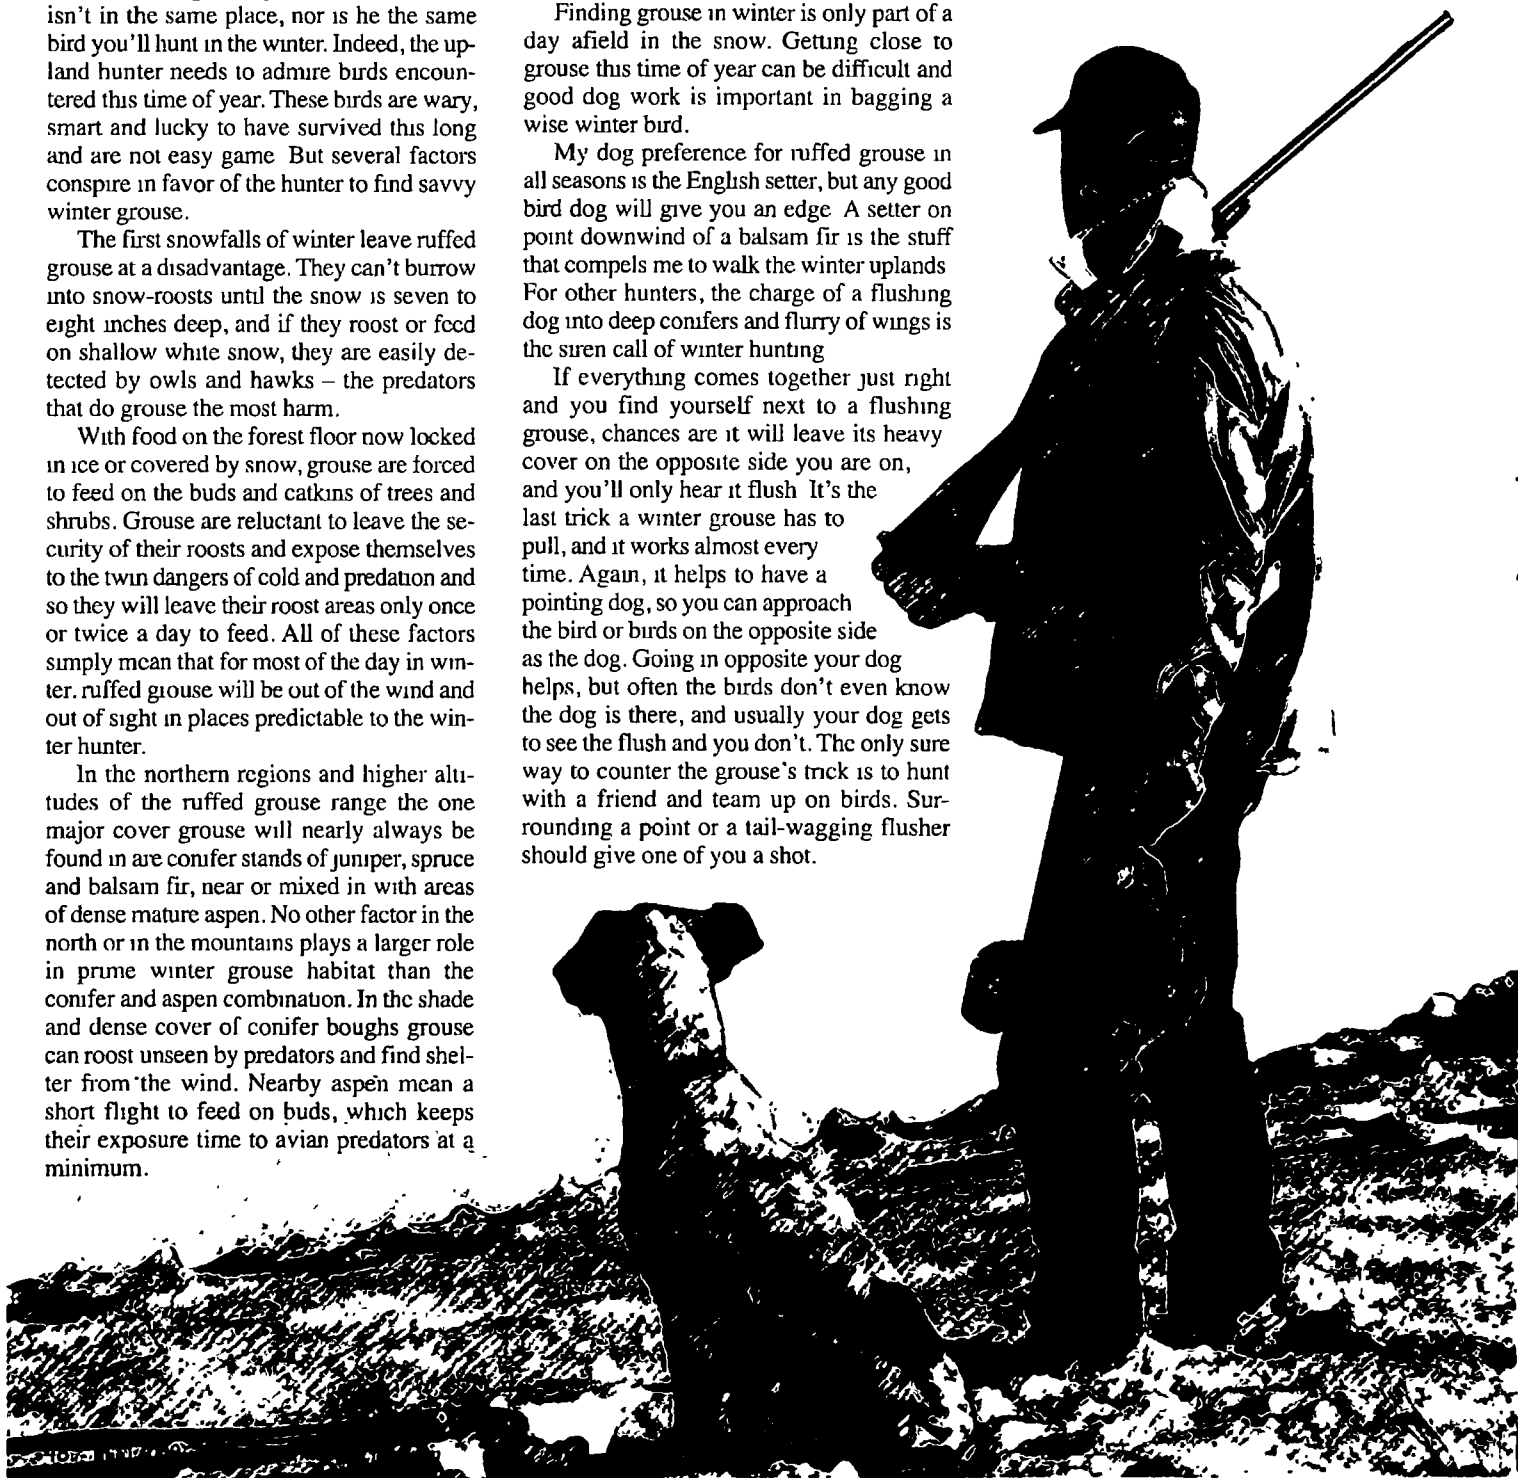 isn't in the same place, nor is he the same
bird you'll hunt in the winter. Indeed, the up-
land hunter needs to admire birds encoun-
tered this time of year. These birds are wary,
smart and lucky to have survived this long
and are not easy game But several factors
conspire in favor of the hunter to find savvy
winter grouse.
The first snowfalls of winter leave ruffed
grouse at a disadvantage. They can't burrow
into snow-roosts until the snow is seven to
eight inches deep, and if they roost or feed
on shallow white snow, they are easily de-
tected by owls and hawks – the predators
that do grouse the most harm.
With food on the forest floor now locked
in ice or covered by snow, grouse are forced
to feed on the buds and catkins of trees and
shrubs. Grouse are reluctant to leave the se-
curity of their roosts and expose themselves
to the twin dangers of cold and predation and
so they will leave their roost areas only once
or twice a day to feed. All of these factors
simply mean that for most of the day in win-
ter. ruffed grouse will be out of the wind and
out of sight in places predictable to the win-
ter hunter.
In the northern regions and higher alti-
tudes of the ruffed grouse range the one
major cover grouse will nearly always be
found in are conifer stands of juniper, spruce
and balsam fir, near or mixed in with areas
of dense mature aspen. No other factor in the
north or in the mountains plays a larger role
in prime winter grouse habitat than the
conifer and aspen combination. In the shade
and dense cover of conifer boughs grouse
can roost unseen by predators and find shel-
ter from the wind. Nearby aspen mean a
short flight to feed on buds, which keeps
their exposure time to avian predators at a
minimum.
Finding grouse in winter is only part of a
day afield in the snow. Getting close to
grouse this time of year can be difficult and
good dog work is important in bagging a
wise winter bird.
My dog preference for ruffed grouse in
all seasons is the English setter, but any good
bird dog will give you an edge A setter on
point downwind of a balsam fir is the stuff
that compels me to walk the winter uplands
For other hunters, the charge of a flushing
dog into deep conifers and flurry of wings is
the siren call of winter hunting
If everything comes together just right
and you find yourself next to a flushing
grouse, chances are it will leave its heavy
cover on the opposite side you are on,
and you'll only hear it flush It's the
last trick a winter grouse has to
pull, and it works almost every
time. Again, it helps to have a
pointing dog, so you can approach
the bird or birds on the opposite side
as the dog. Going in opposite your dog
helps, but often the birds don't even know
the dog is there, and usually your dog gets
to see the flush and you don't. The only sure
way to counter the grouse's trick is to hunt
with a friend and team up on birds. Sur-
rounding a point or a tail-wagging flusher
should give one of you a shot.